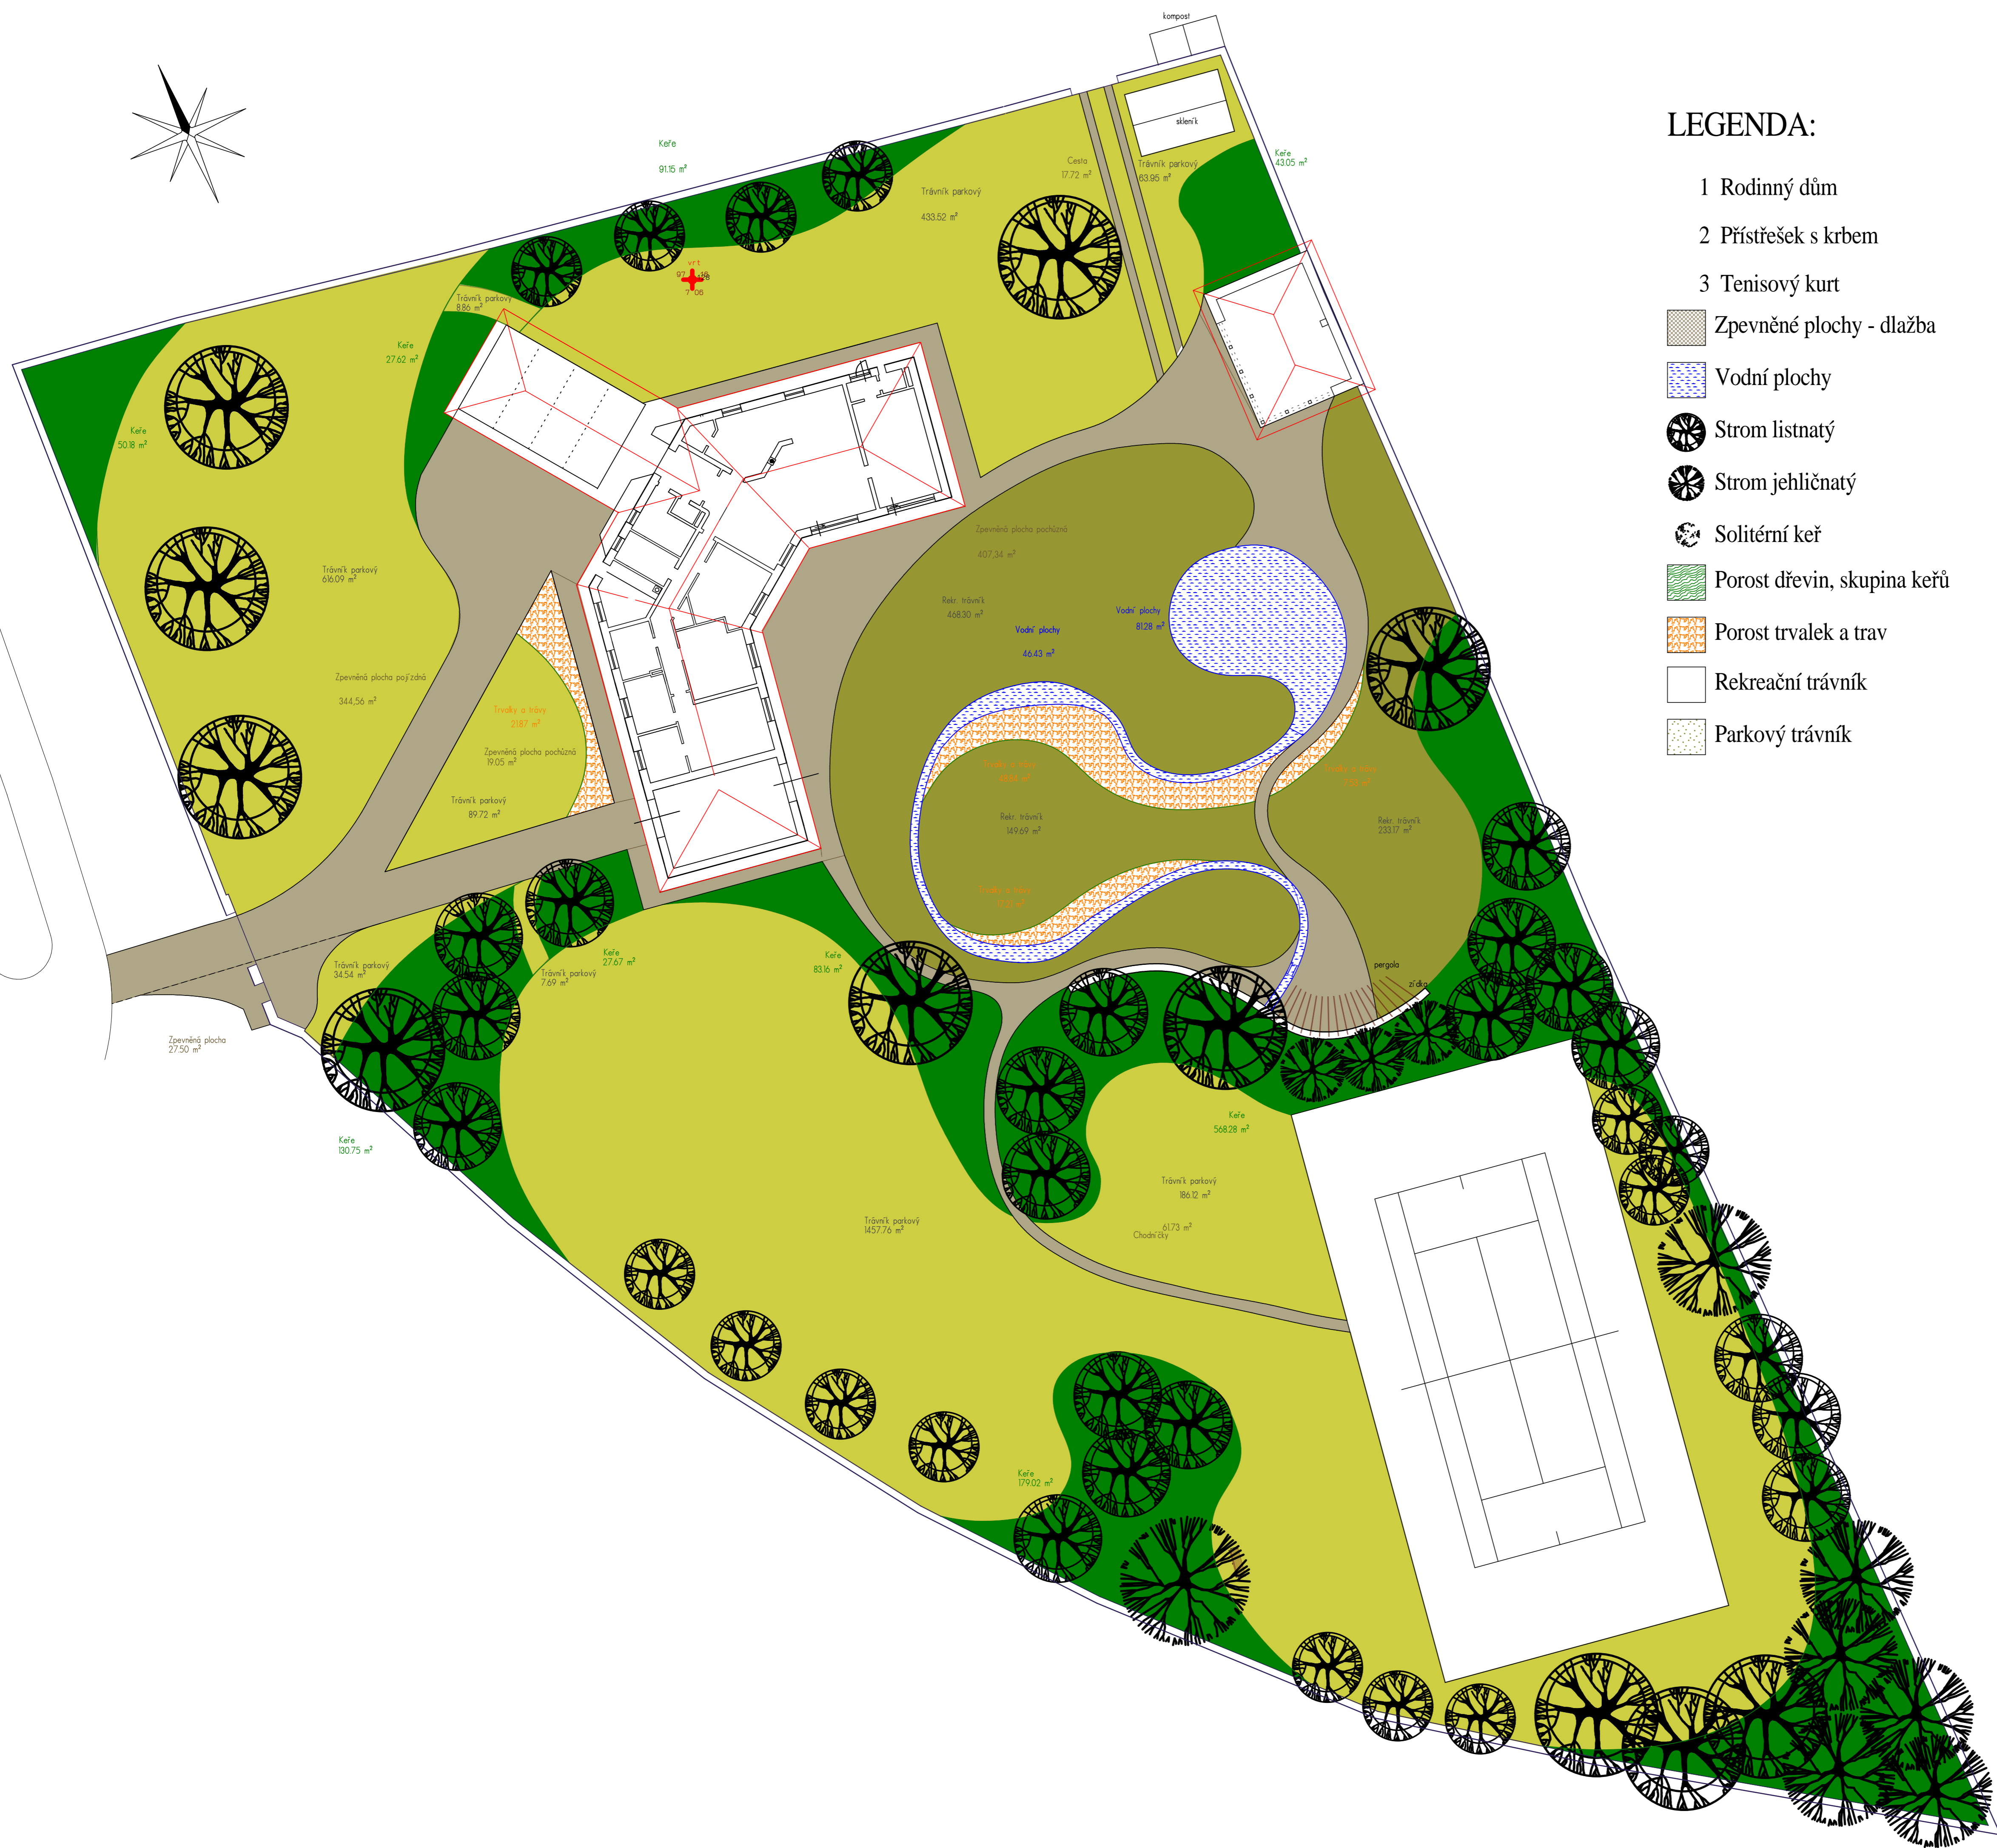 kompost
sklenik
Keře
91.15 m²
Trávník parkový
433.52 m²
Cesta
17.72 m²
Trávník parkový
63.95 m²
Keře
43.05 m²
vrt
Trávník parkový
8.86 m²
Keře
27.62 m²
Keře
50.18 m²
Trávník parkový
616.09 m²
Zpevněná plocha pojízdná
344,56 m²
Trvalky a trávy
21.87 m²
Zpevněná plocha pochůzná
19.05 m²
Trávník parkový
89.72 m²
Zpevněná plocha pochůzná
407,34 m²
Rekr. trávník
468.30 m²
Vodní plochy
46.43 m²
Vodní plochy
81.28 m²
Trvalky a trávy
Trvalky a trávy
Rekr. trávník
149.69 m²
Rekr. trávník
233.17 m²
Trávník parkový
34.54 m²
Trávník parkový
7.69 m²
Keře
27.67 m²
Keře
83.16 m²
pergola
zídka
Zpevněná plocha
27.50 m²
Keře
130.75 m²
Keře
568.28 m²
Trávník parkový
186.12 m²
61.73 m²
Chodníčky
Trávník parkový
1457.76 m²
Keře
179.02 m²
LEGENDA:
1 Rodinný dům
2 Přístřešek s krbem
3 Tenisový kurt
Zpevněné plochy - dlažba
Vodní plochy
Strom listnatý
Strom jehličnatý
Solitérní keř
Porost dřevin, skupina keřů
Porost trvalek a trav
Rekreační trávník
Parkový trávník